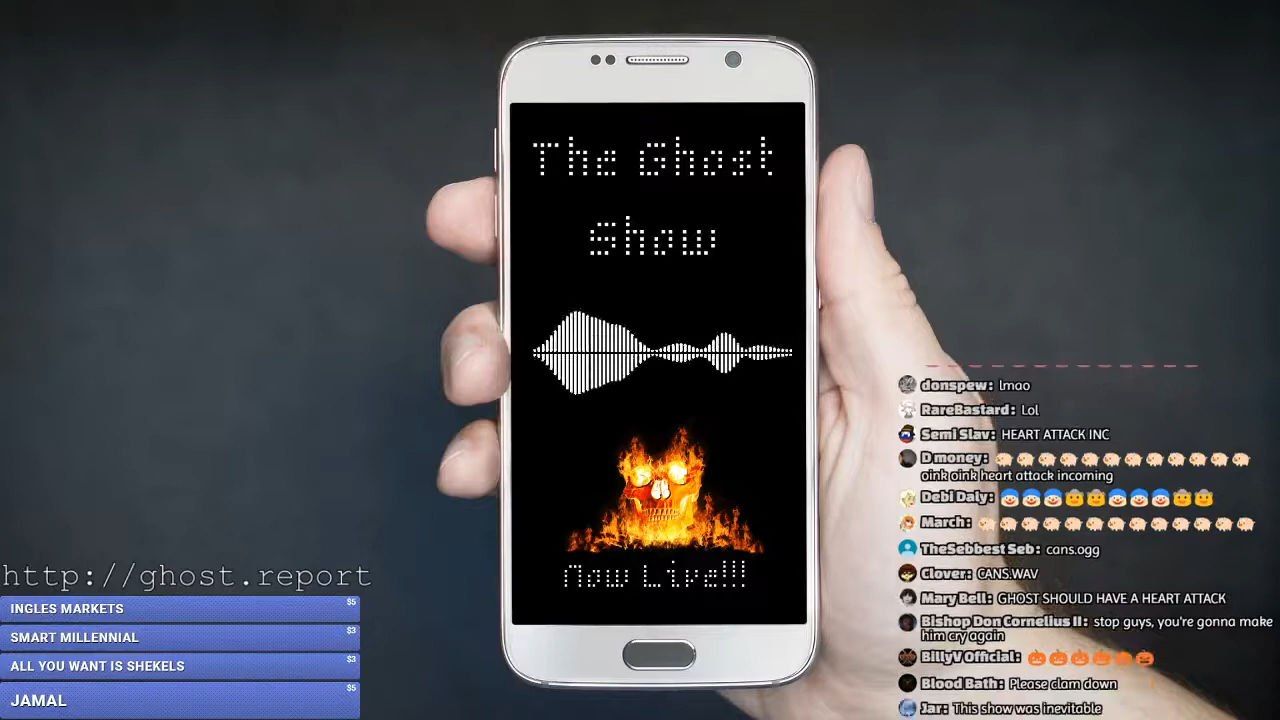 The Ghost
Show
Now Live!!!
http://ghost.report
INGLES MARKETS $5
SMART MILLENNIAL $3
ALL YOU WANT IS SHEKELS $3
JAMAL $5
donspew: lmao
RareBastard: Lol
Semi Slav: HEART ATTACK INC
D money: 🐖🐖🐖🐖🐖🐖🐖🐖🐖🐖🐖🐖
oink oink heart attack incoming
Debi Daly: 🤡🤡🤡🤠🤠🤡🤡🤡🤠🤠
March: 🐖🐖🐖🐖🐖🐖🐖🐖🐖🐖🐖🐖🐖
TheSebbest Seb: cans.ogg
Clover: CANS.WAV
Mary Bell: GHOST SHOULD HAVE A HEART ATTACK
Bishop Don Cornelius II: stop guys, you're gonna make
him cry again
BillyV Official: 🎃🎃🎃🎃🎃🎃
Blood Bath: Please clam down
Jar: This show was inevitable